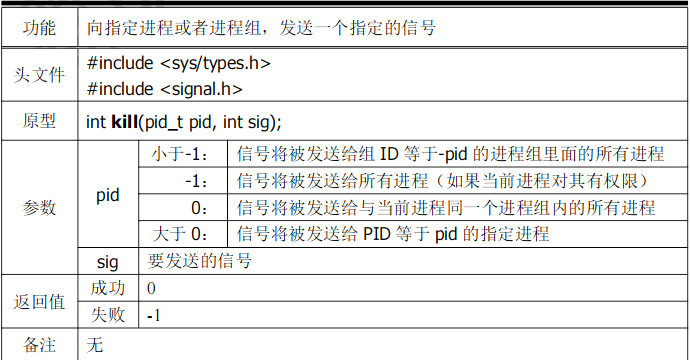 功能 向指定进程或者进程组，发送一个指定的信号
头文件 #include <sys/types.h>
#include <signal.h>
原型 int kill(pid_t pid, int sig);
参数 pid 小于-1： 信号将被发送给组 ID 等于-pid 的进程组里面的所有进程
-1： 信号将被发送给所有进程（如果当前进程对其有权限）
0： 信号将被发送给与当前进程同一个进程组内的所有进程
大于 0： 信号将被发送给 PID 等于 pid 的指定进程
sig 要发送的信号
返回值 成功 0
失败 -1
备注 无